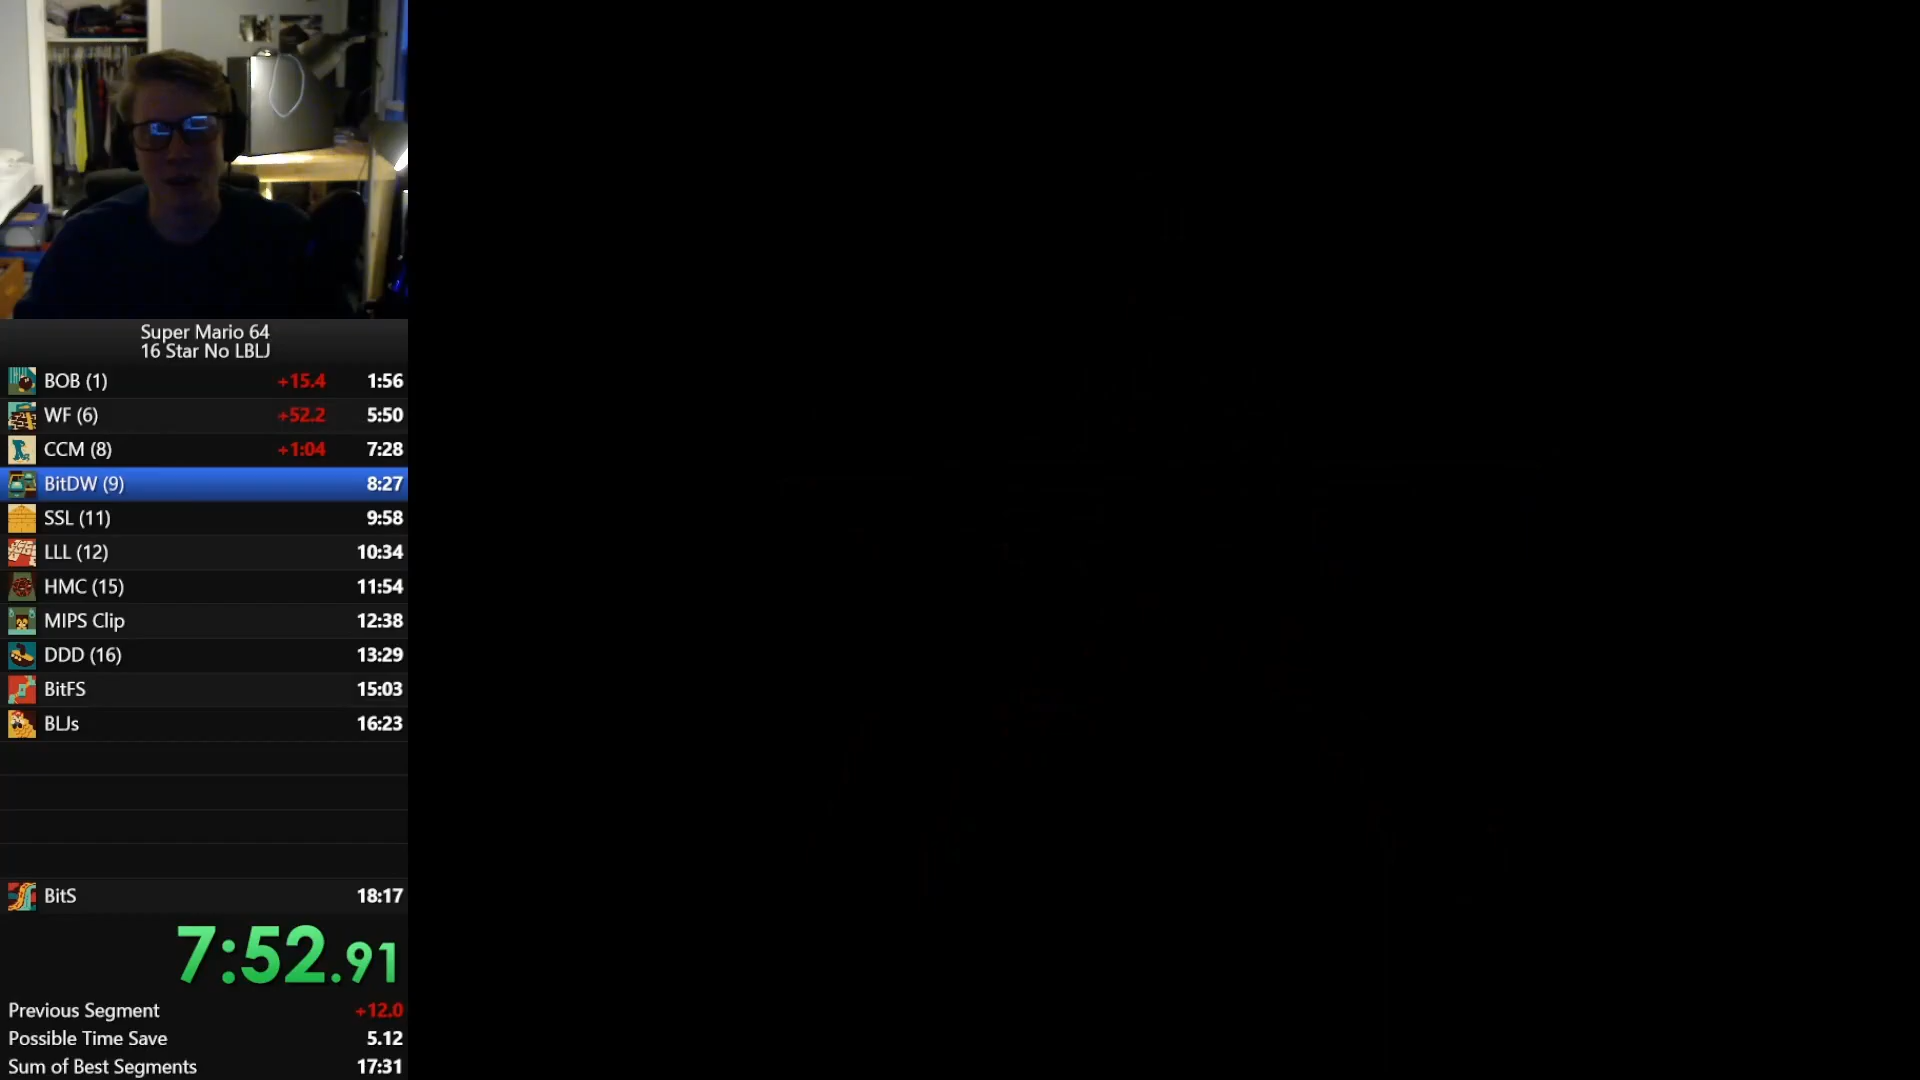 Super Mario 64
16 Star No LBLJ
BOB (1) +15.4 1:56
WF (6) +52.2 5:50
CCM (8) +1:04 7:28
BitDW (9) 8:27
SSL (11) 9:58
LLL (12) 10:34
HMC (15) 11:54
MIPS Clip 12:38
DDD (16) 13:29
BitFS 15:03
BLJs 16:23
BitS 18:17
7:52.91
Previous Segment +12.0
Possible Time Save 5.12
Sum of Best Segments 17:31